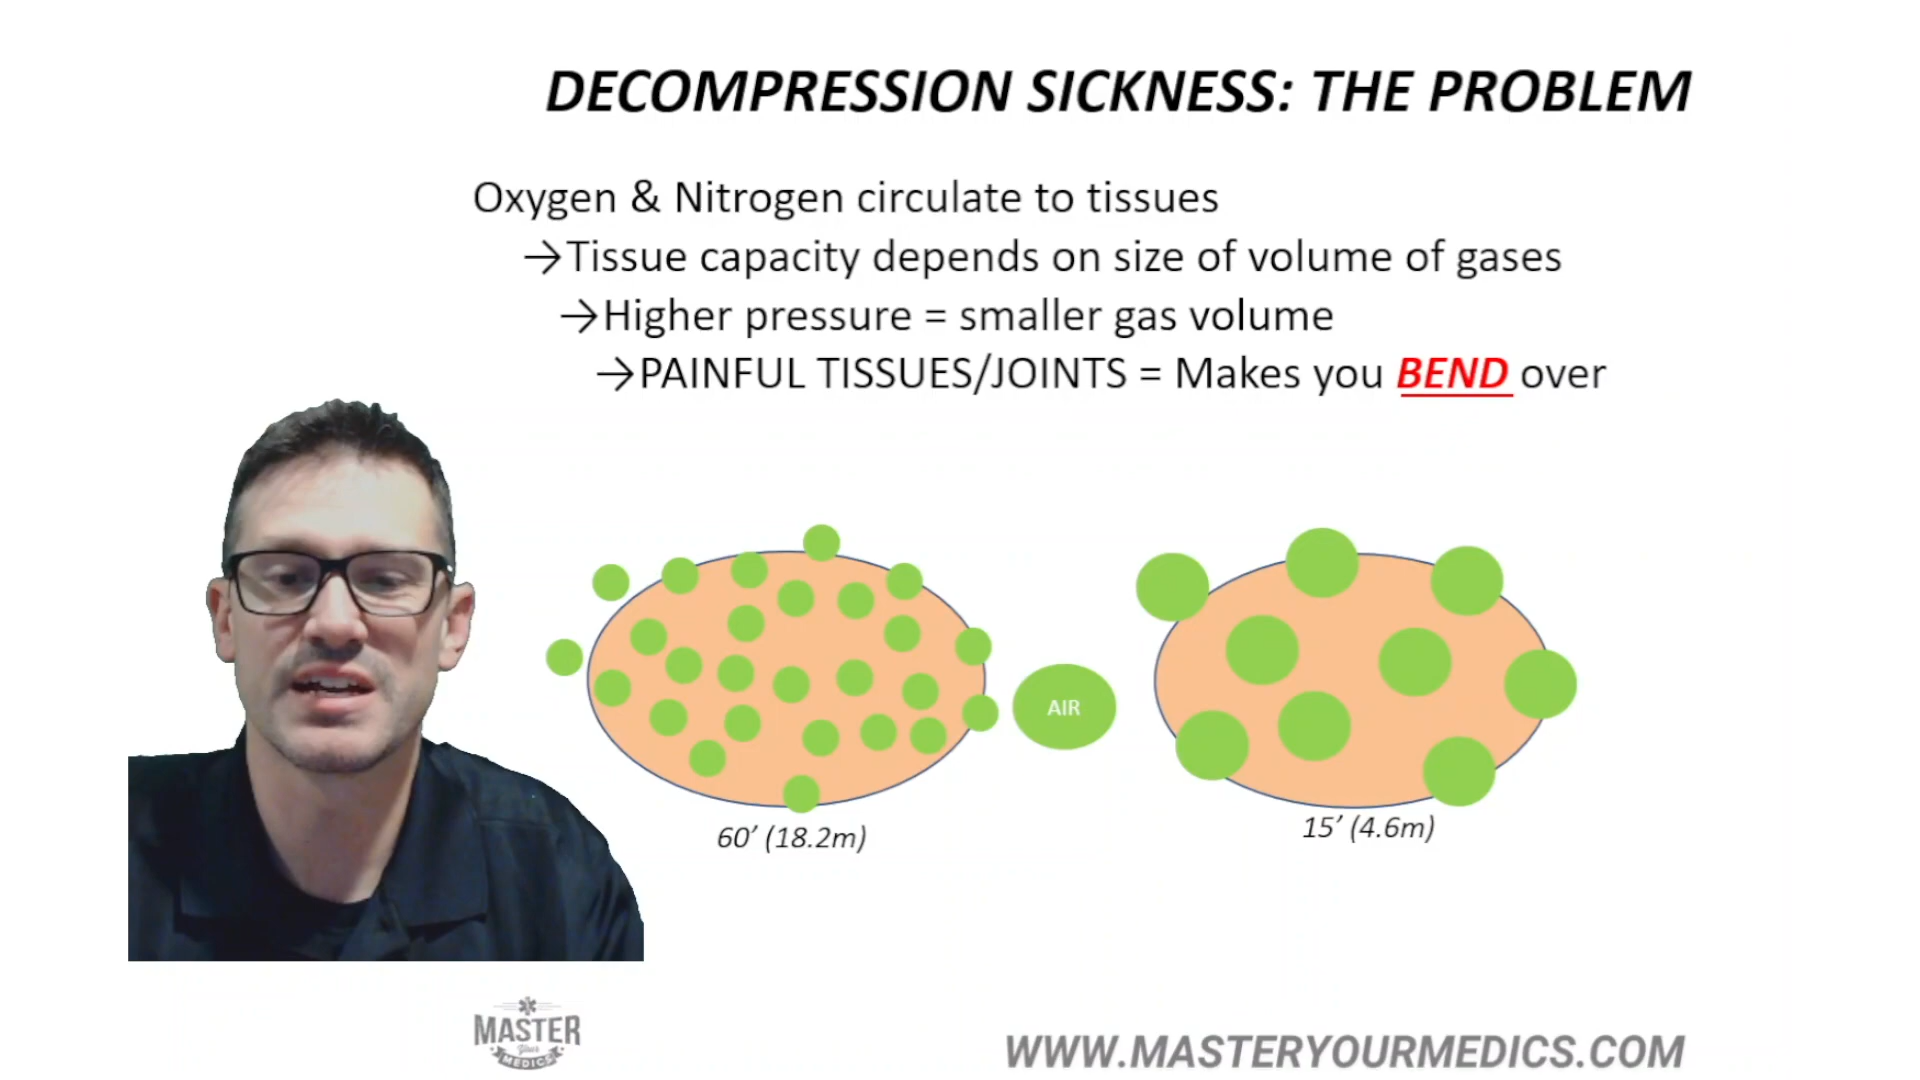 DECOMPRESSION SICKNESS: THE PROBLEM
Oxygen & Nitrogen circulate to tissues
→Tissue capacity depends on size of volume of gases
→Higher pressure = smaller gas volume
→PAINFUL TISSUES/JOINTS = Makes you BEND over
AIR
60’ (18.2m)
15’ (4.6m)
MASTER
Your
MEDICS
WWW.MASTERYOURMEDICS.COM